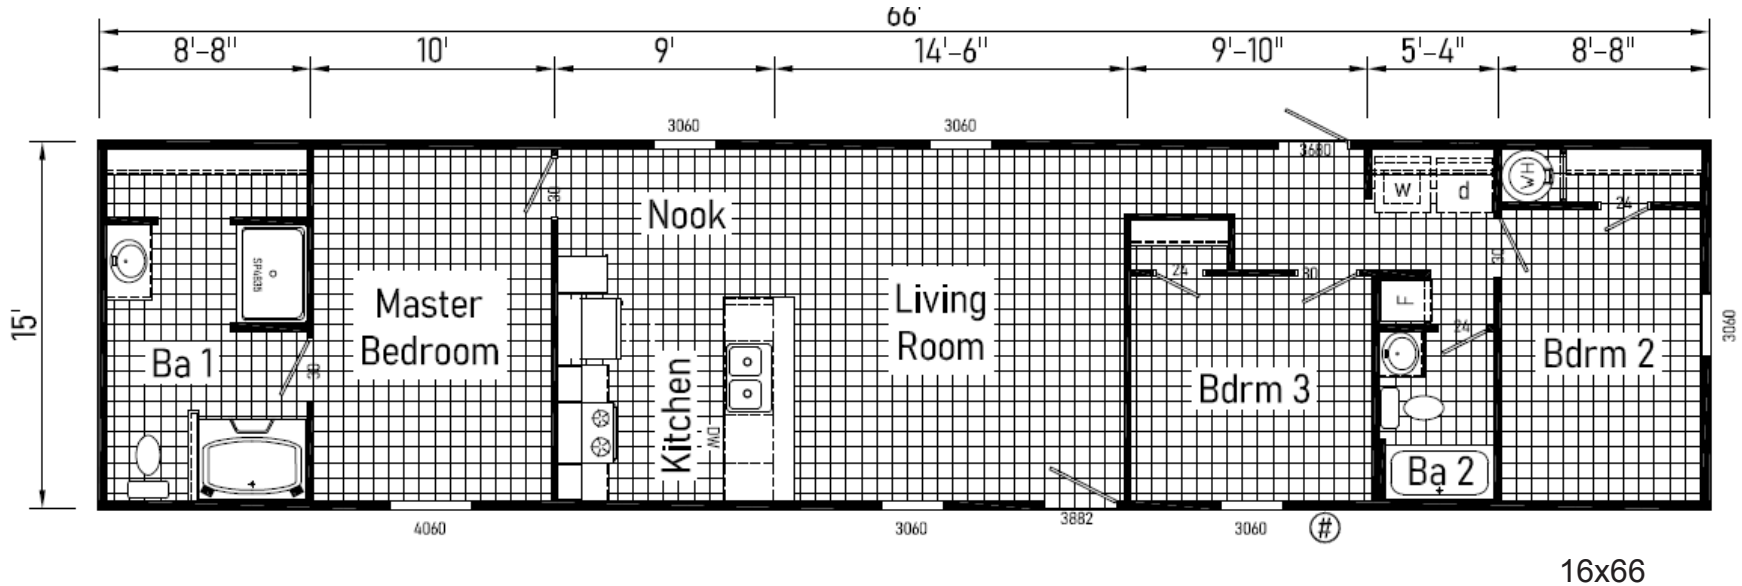 66'
8'-8"
10'
9'
14'-6"
9'-10"
5'-4"
8'-8"
3060
3060
3680
15'
30
Nook
w
d
WH
24
SP4836
Master
Bedroom
Living
Room
24
30
30
F
24
3060
Ba 1
30
Kitchen
DW
Bdrm 3
Bdrm 2
Ba 2
4060
3060
3882
3060
#
16x66